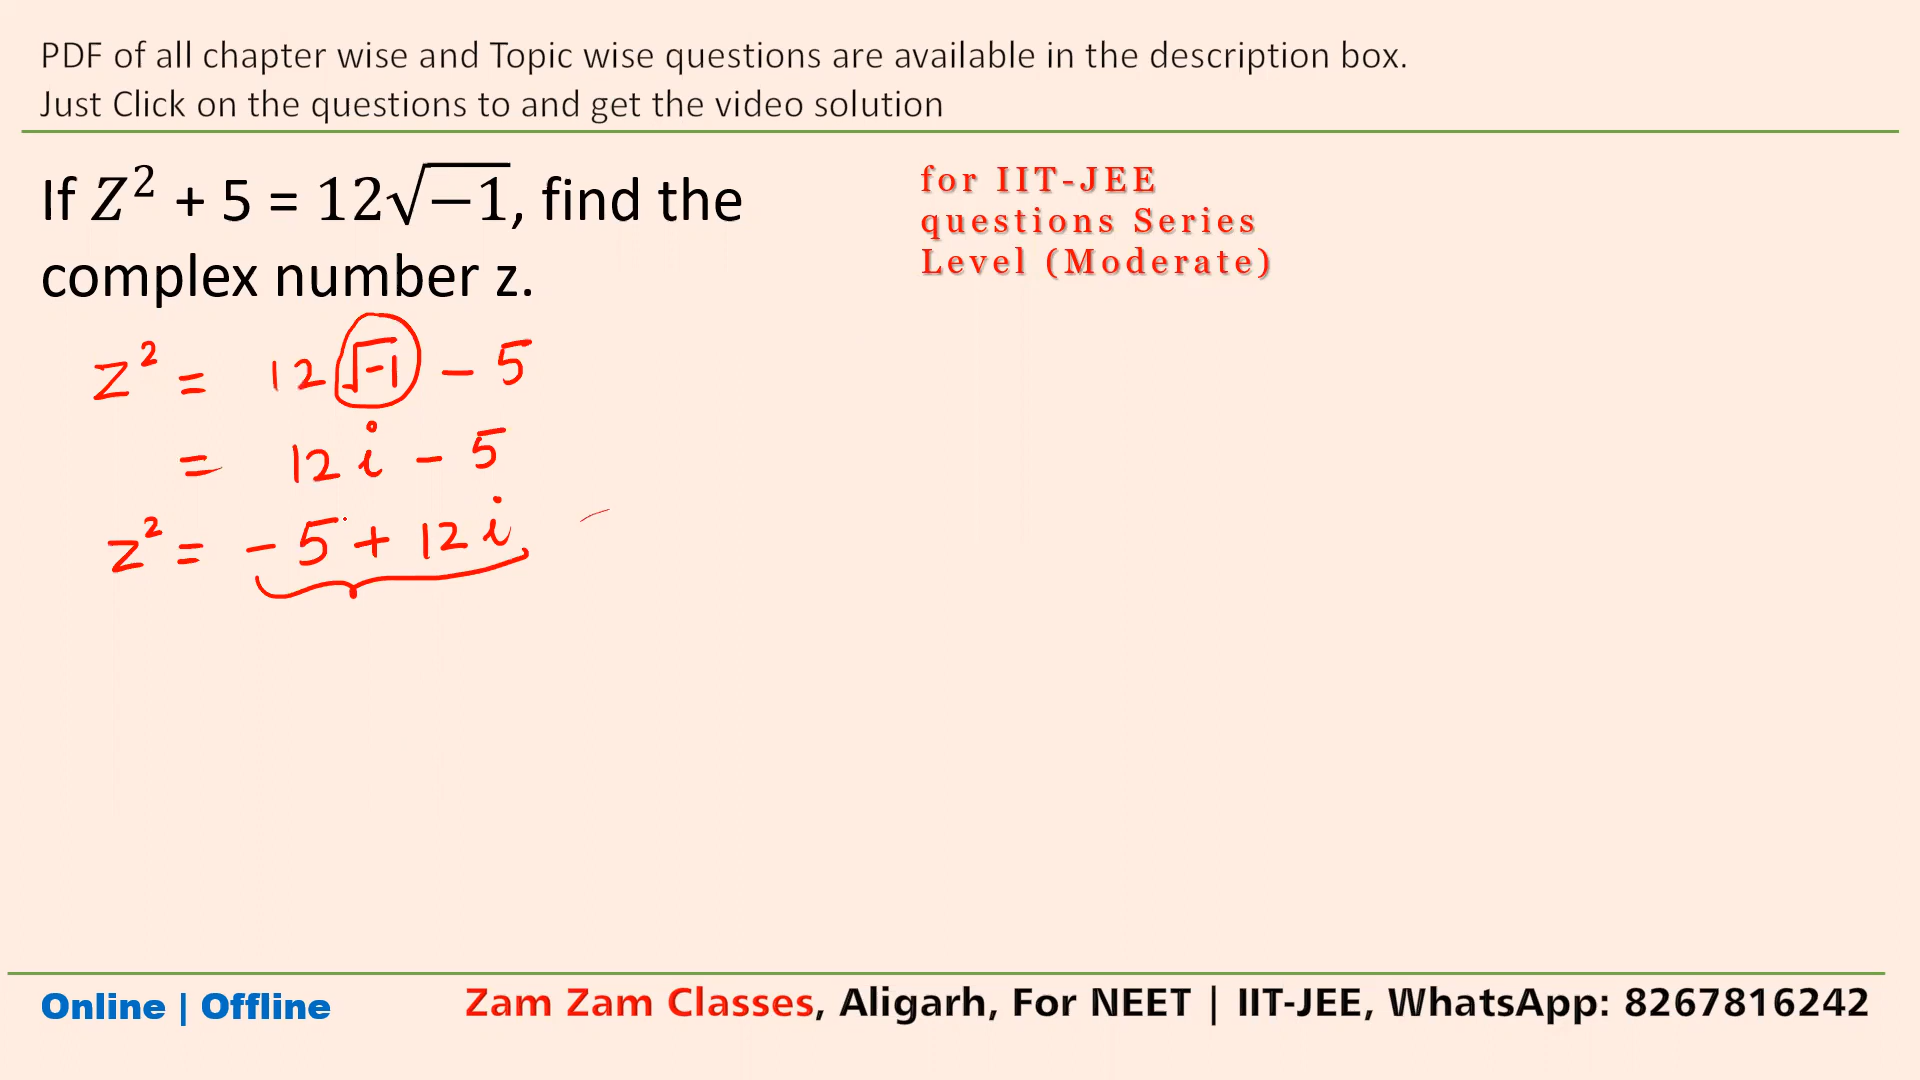 PDF of all chapter wise and Topic wise questions are available in the description box.
Just Click on the questions to and get the video solution
If Z² + 5 = 12√−1, find the
complex number z.
for IIT-JEE
questions Series
Level (Moderate)
z² = 12√-1 - 5
= 12i - 5
z² = -5 + 12i
Online | Offline
Zam Zam Classes, Aligarh, For NEET | IIT-JEE, WhatsApp: 8267816242